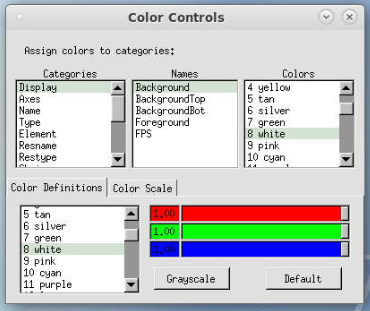 Color Controls
Assign colors to categories:
Categories
Names
Colors
Display
Axes
Name
Type
Element
Resname
Restype
Background
BackgroundTop
BackgroundBot
Foreground
FPS
4 yellow
5 tan
6 silver
7 green
8 white
9 pink
10 cyan
Color Definitions
Color Scale
5 tan
6 silver
7 green
8 white
9 pink
10 cyan
11 purple
1.00
1.00
1.00
Grayscale
Default